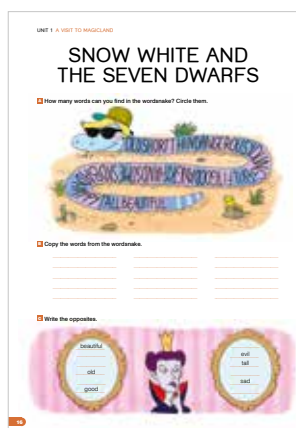 UNIT 1 A VISIT TO MAGICLAND
SNOW WHITE AND
THE SEVEN DWARFS
A How many words can you find in the wordsnake? Circle them.
OLDSHORT
TALLBEAUTIFUL
B Copy the words from the wordsnake.
C Write the opposites.
beautiful
old
good
evil
tall
sad
16